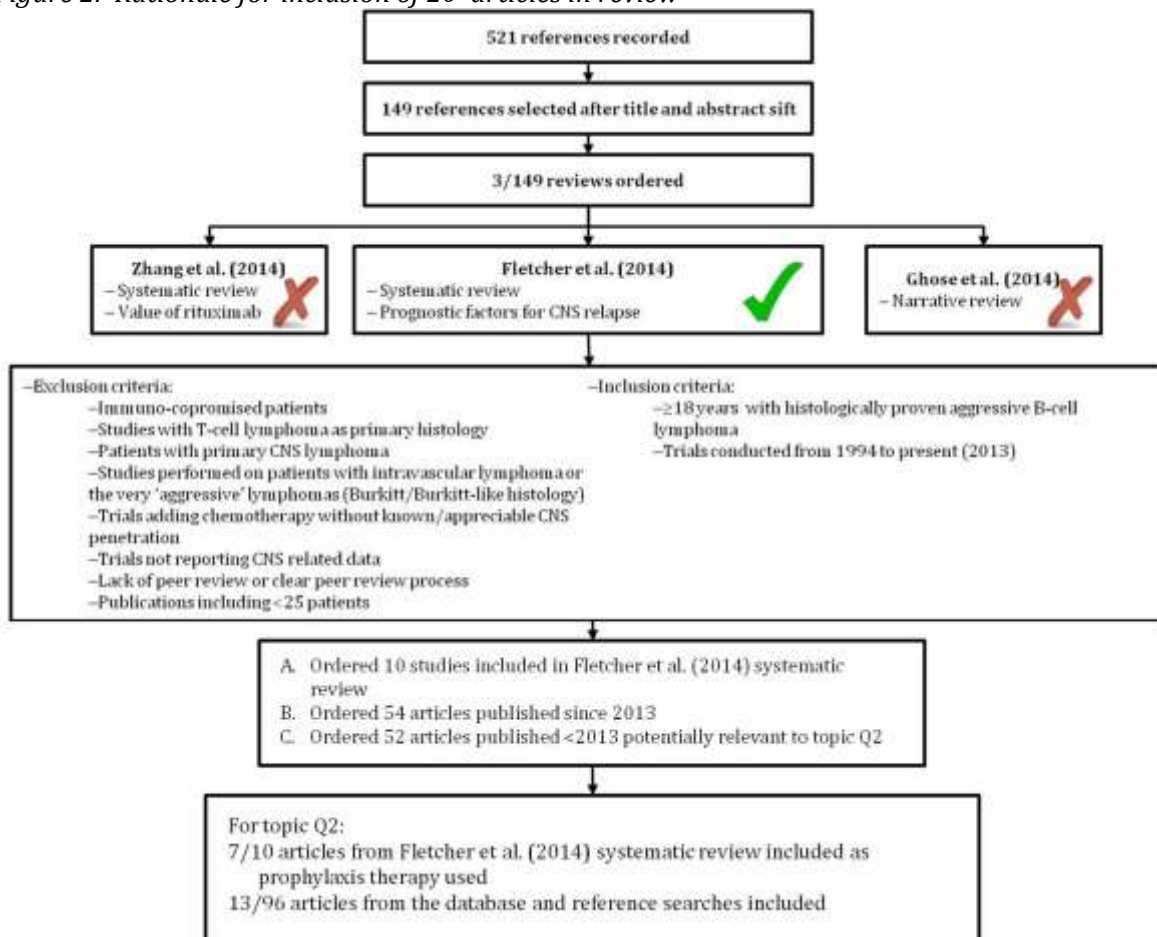 Figure 2. Rationale for inclusion of 20 articles in review
521 references recorded
149 references selected after title and abstract sift
3/149 reviews ordered
Zhang et al. (2014)
–Systematic review
–Value of rituximab
Fletcher et al. (2014)
–Systematic review
–Prognostic factors for CNS relapse
Ghose et al. (2014)
–Narrative review
–Exclusion criteria:
–Immuno-copromised patients
–Studies with T-cell lymphoma as primary histology
–Patients with primary CNS lymphoma
–Studies performed on patients with intravascular lymphoma or
the very 'aggressive' lymphomas (Burkitt/Burkitt-like histology)
–Trials adding chemotherapy without known/appreciable CNS
penetration
–Trials not reporting CNS related data
–Lack of peer review or clear peer review process
–Publications including <25 patients
–Inclusion criteria:
–≥18 years with histologically proven aggressive B-cell
lymphoma
–Trials conducted from 1994 to present (2013)
A. Ordered 10 studies included in Fletcher et al. (2014) systematic
review
B. Ordered 54 articles published since 2013
C. Ordered 52 articles published <2013 potentially relevant to topic Q2
For topic Q2:
7/10 articles from Fletcher et al. (2014) systematic review included as
prophylaxis therapy used
13/96 articles from the database and reference searches included